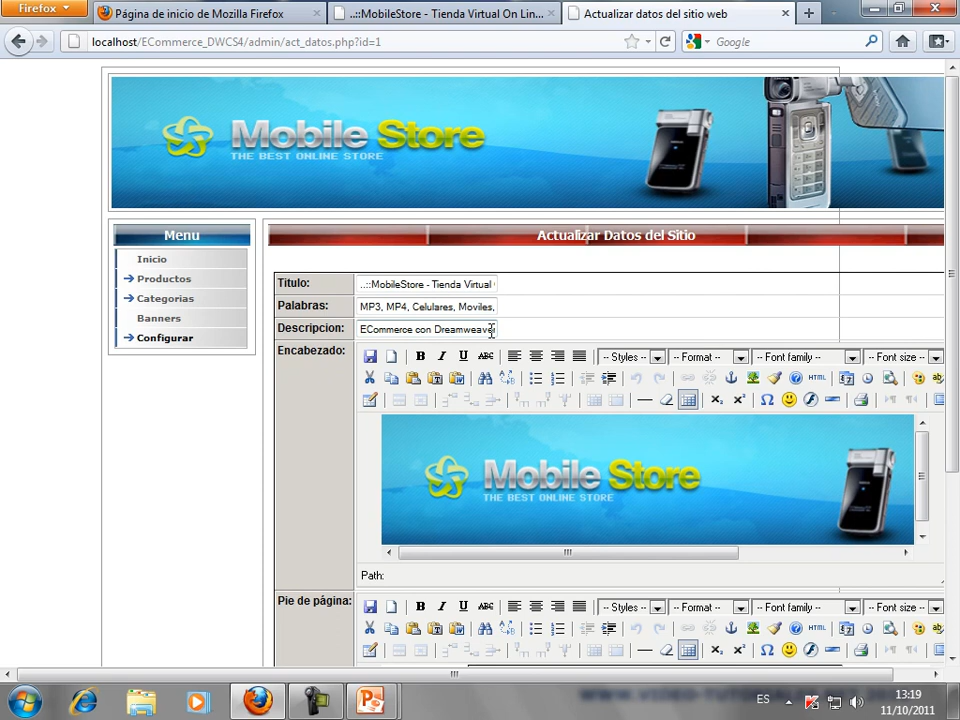 Firefox
Página de inicio de Mozilla Firefox
..::MobileStore - Tienda Virtual On Lin...
Actualizar datos del sitio web
localhost/ECommerce_DWCS4/admin/act_datos.php?id=1
Google
Mobile Store
THE BEST ONLINE STORE
Menu
Inicio
Productos
Categorias
Banners
Configurar
Actualizar Datos del Sitio
Titulo:
..::MobileStore - Tienda Virtual
Palabras:
MP3, MP4, Celulares, Moviles,
Descripcion:
ECommerce con Dreamweaver
Encabezado:
B I U ABC
-- Styles --
-- Format --
-- Font family --
-- Font size --
HTML
Mobile Store
THE BEST ONLINE STORE
Path:
Pie de página:
B I U ABC
-- Styles --
-- Format --
-- Font family --
-- Font size --
HTML
ES
13:19
11/10/2011